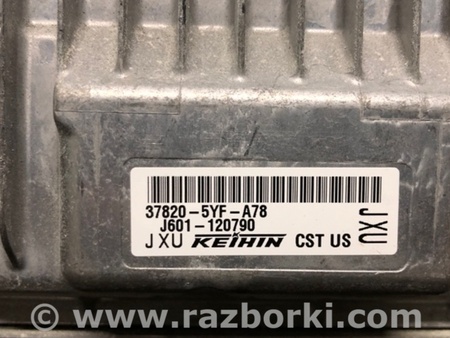 37820-5YF-A78
J601-120790
JXU KEIHIN CST US
JXU
© www.razborki.com